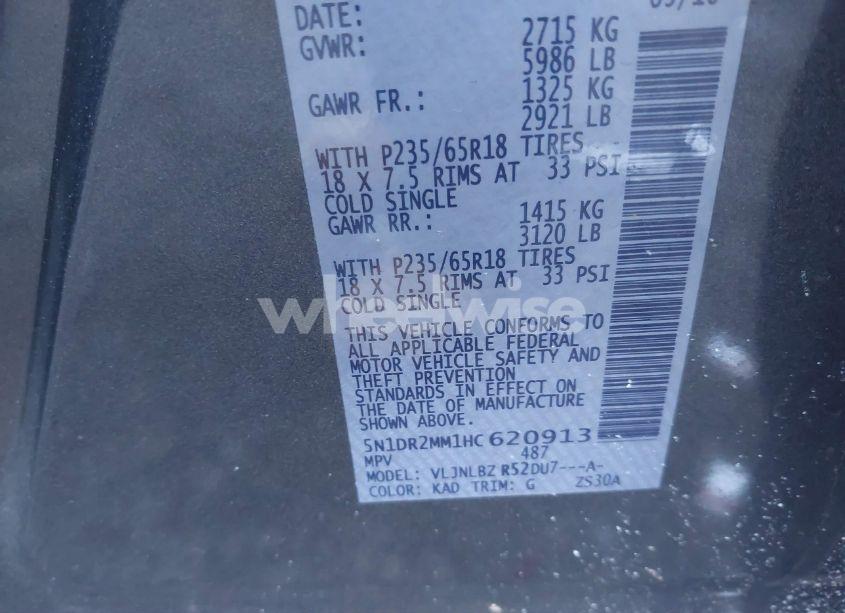 DATE:
GVWR: 2715 KG
5986 LB
GAWR FR.: 1325 KG
2921 LB
WITH P235/65R18 TIRES
18 X 7.5 RIMS AT 33 PSI
COLD SINGLE
GAWR RR.: 1415 KG
3120 LB
WITH P235/65R18 TIRES
18 X 7.5 RIMS AT 33 PSI
COLD SINGLE
wheelwise
THIS VEHICLE CONFORMS TO
ALL APPLICABLE FEDERAL
MOTOR VEHICLE SAFETY AND
THEFT PREVENTION
STANDARDS IN EFFECT ON
THE DATE OF MANUFACTURE
SHOWN ABOVE.
5N1DR2MM1HC 620913
MPV 487
MODEL: VLJNLBZ R52DU7---A-
COLOR: KAD TRIM: G ZS30A